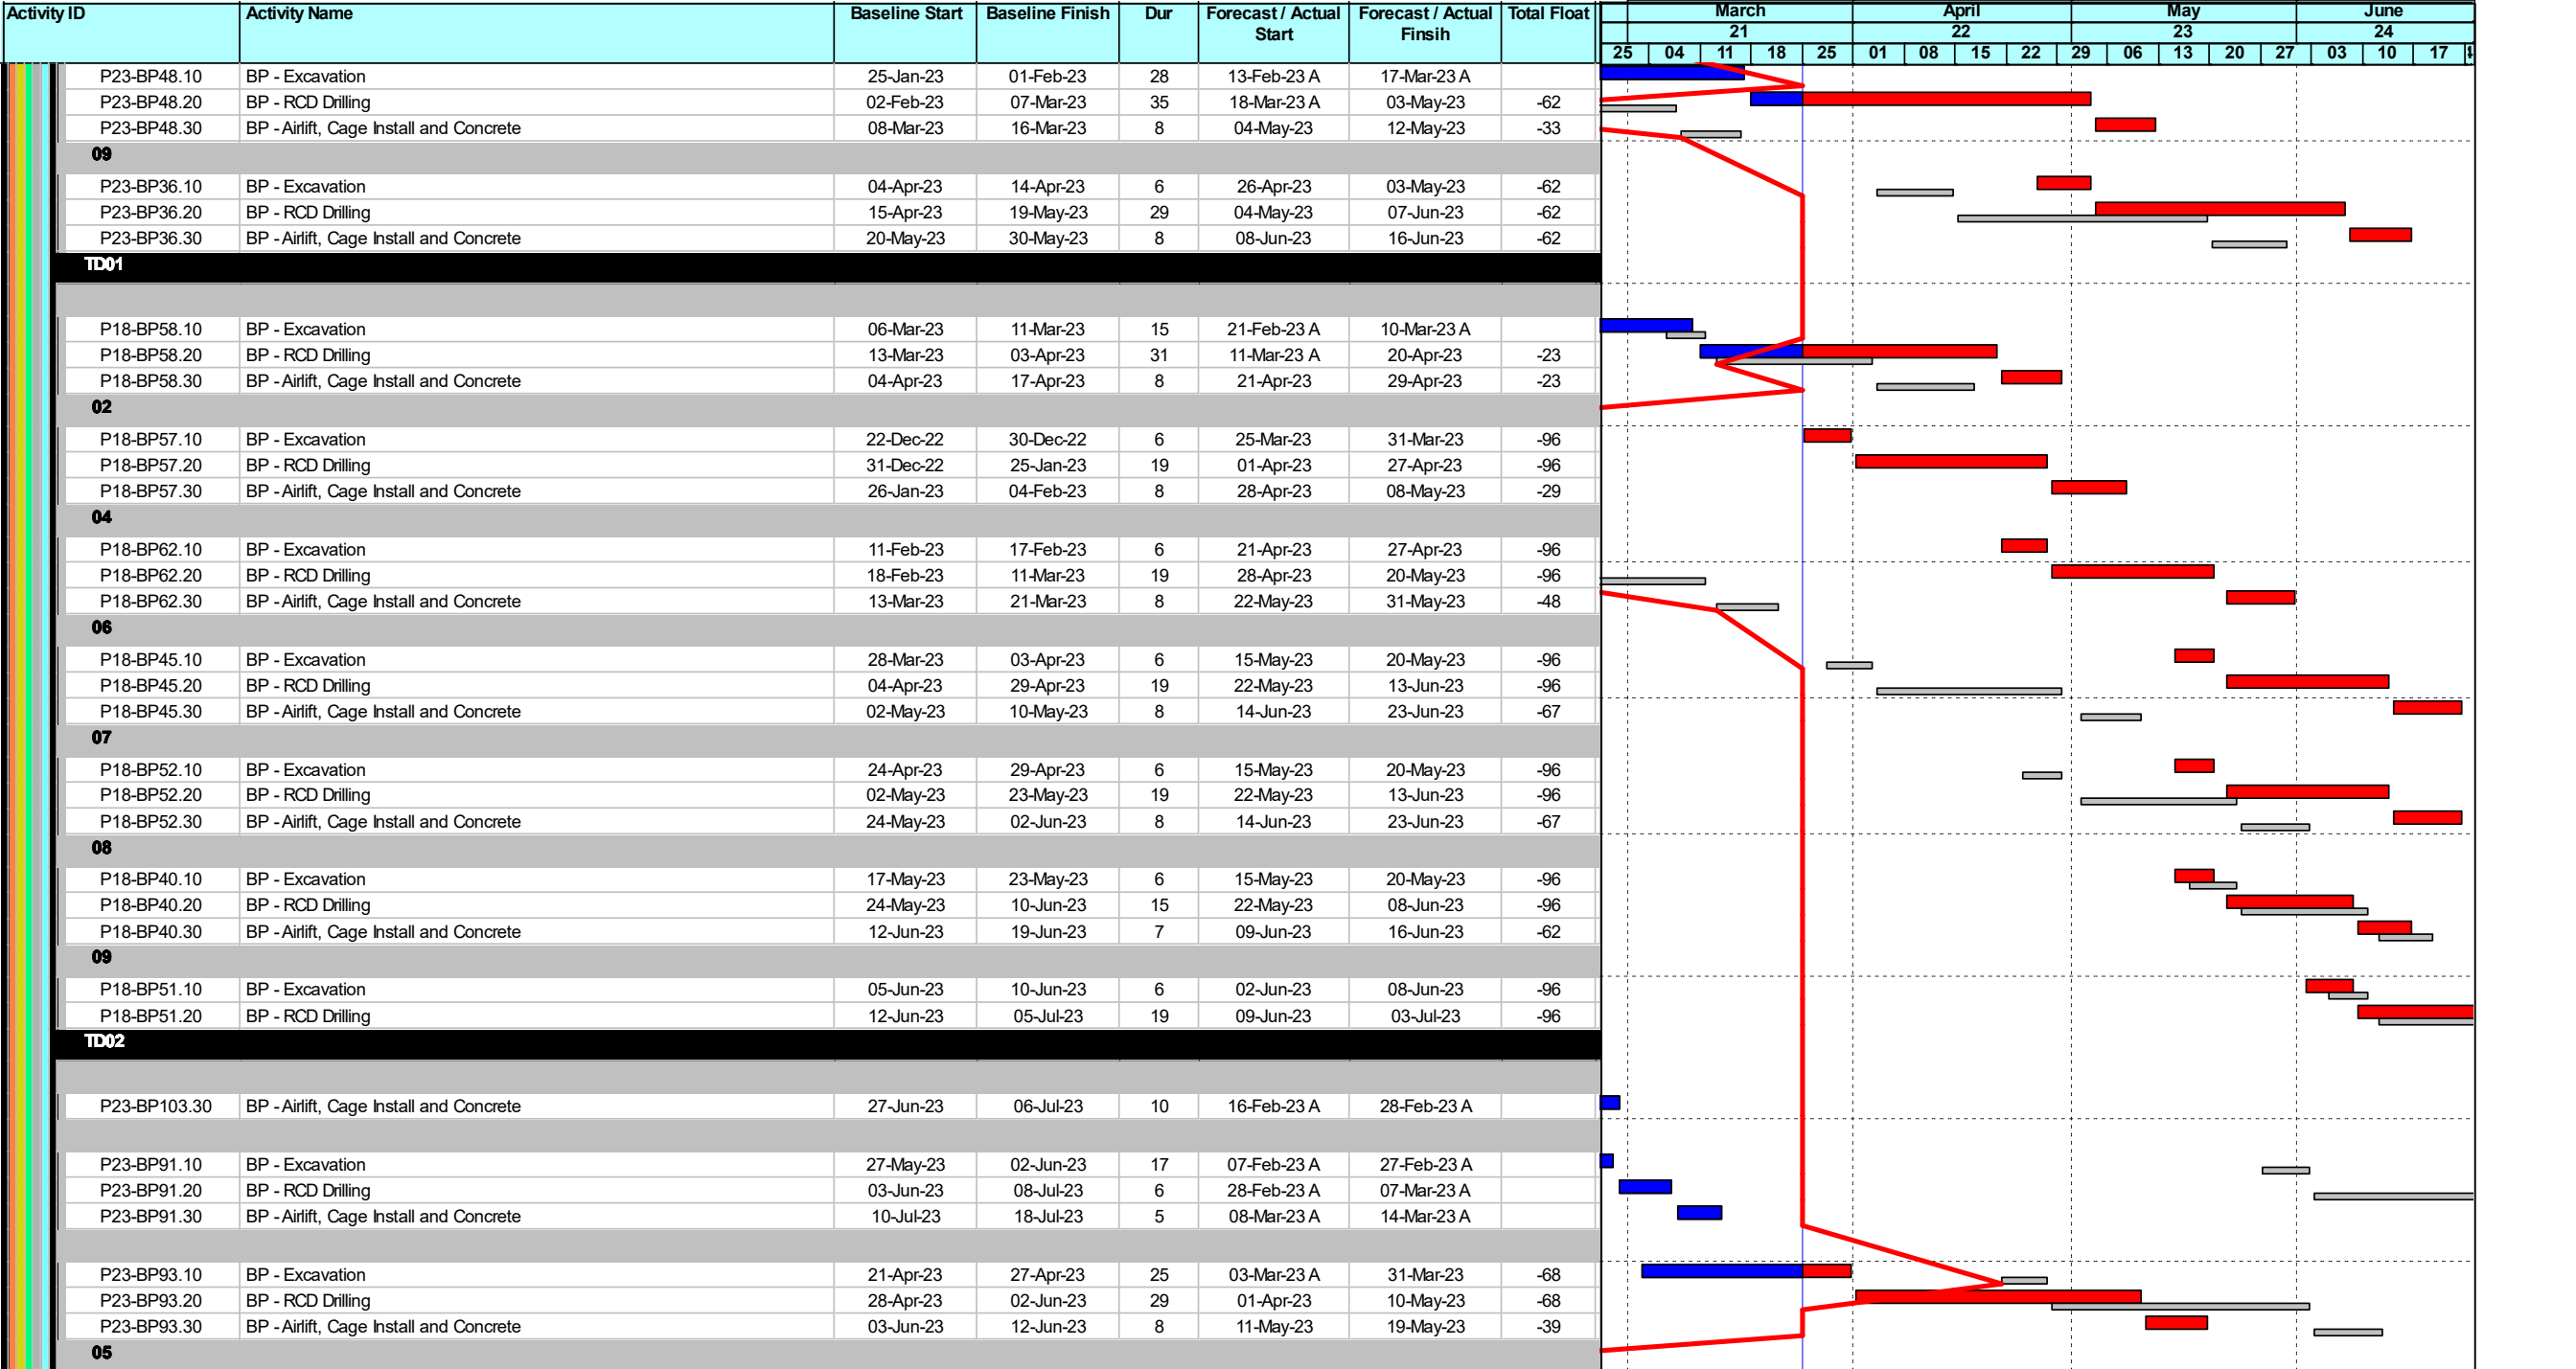 Activity ID Activity Name Baseline Start Baseline Finish Dur Forecast / Actual Start Forecast / Actual Finsih Total Float
March April May June
21 22 23 24
25 04 11 18 25 01 08 15 22 29 06 13 20 27 03 10 17
P23-BP48.10 BP - Excavation 25-Jan-23 01-Feb-23 28 13-Feb-23 A 17-Mar-23 A
P23-BP48.20 BP - RCD Drilling 02-Feb-23 07-Mar-23 35 18-Mar-23 A 03-May-23 -62
P23-BP48.30 BP - Airlift, Cage Install and Concrete 08-Mar-23 16-Mar-23 8 04-May-23 12-May-23 -33
09
P23-BP36.10 BP - Excavation 04-Apr-23 14-Apr-23 6 26-Apr-23 03-May-23 -62
P23-BP36.20 BP - RCD Drilling 15-Apr-23 19-May-23 29 04-May-23 07-Jun-23 -62
P23-BP36.30 BP - Airlift, Cage Install and Concrete 20-May-23 30-May-23 8 08-Jun-23 16-Jun-23 -62
TD01
P18-BP58.10 BP - Excavation 06-Mar-23 11-Mar-23 15 21-Feb-23 A 10-Mar-23 A
P18-BP58.20 BP - RCD Drilling 13-Mar-23 03-Apr-23 31 11-Mar-23 A 20-Apr-23 -23
P18-BP58.30 BP - Airlift, Cage Install and Concrete 04-Apr-23 17-Apr-23 8 21-Apr-23 29-Apr-23 -23
02
P18-BP57.10 BP - Excavation 22-Dec-22 30-Dec-22 6 25-Mar-23 31-Mar-23 -96
P18-BP57.20 BP - RCD Drilling 31-Dec-22 25-Jan-23 19 01-Apr-23 27-Apr-23 -96
P18-BP57.30 BP - Airlift, Cage Install and Concrete 26-Jan-23 04-Feb-23 8 28-Apr-23 08-May-23 -29
04
P18-BP62.10 BP - Excavation 11-Feb-23 17-Feb-23 6 21-Apr-23 27-Apr-23 -96
P18-BP62.20 BP - RCD Drilling 18-Feb-23 11-Mar-23 19 28-Apr-23 20-May-23 -96
P18-BP62.30 BP - Airlift, Cage Install and Concrete 13-Mar-23 21-Mar-23 8 22-May-23 31-May-23 -48
06
P18-BP45.10 BP - Excavation 28-Mar-23 03-Apr-23 6 15-May-23 20-May-23 -96
P18-BP45.20 BP - RCD Drilling 04-Apr-23 29-Apr-23 19 22-May-23 13-Jun-23 -96
P18-BP45.30 BP - Airlift, Cage Install and Concrete 02-May-23 10-May-23 8 14-Jun-23 23-Jun-23 -67
07
P18-BP52.10 BP - Excavation 24-Apr-23 29-Apr-23 6 15-May-23 20-May-23 -96
P18-BP52.20 BP - RCD Drilling 02-May-23 23-May-23 19 22-May-23 13-Jun-23 -96
P18-BP52.30 BP - Airlift, Cage Install and Concrete 24-May-23 02-Jun-23 8 14-Jun-23 23-Jun-23 -67
08
P18-BP40.10 BP - Excavation 17-May-23 23-May-23 6 15-May-23 20-May-23 -96
P18-BP40.20 BP - RCD Drilling 24-May-23 10-Jun-23 15 22-May-23 08-Jun-23 -96
P18-BP40.30 BP - Airlift, Cage Install and Concrete 12-Jun-23 19-Jun-23 7 09-Jun-23 16-Jun-23 -62
09
P18-BP51.10 BP - Excavation 05-Jun-23 10-Jun-23 6 02-Jun-23 08-Jun-23 -96
P18-BP51.20 BP - RCD Drilling 12-Jun-23 05-Jul-23 19 09-Jun-23 03-Jul-23 -96
TD02
P23-BP103.30 BP - Airlift, Cage Install and Concrete 27-Jun-23 06-Jul-23 10 16-Feb-23 A 28-Feb-23 A
P23-BP91.10 BP - Excavation 27-May-23 02-Jun-23 17 07-Feb-23 A 27-Feb-23 A
P23-BP91.20 BP - RCD Drilling 03-Jun-23 08-Jul-23 6 28-Feb-23 A 07-Mar-23 A
P23-BP91.30 BP - Airlift, Cage Install and Concrete 10-Jul-23 18-Jul-23 5 08-Mar-23 A 14-Mar-23 A
P23-BP93.10 BP - Excavation 21-Apr-23 27-Apr-23 25 03-Mar-23 A 31-Mar-23 -68
P23-BP93.20 BP - RCD Drilling 28-Apr-23 02-Jun-23 29 01-Apr-23 10-May-23 -68
P23-BP93.30 BP - Airlift, Cage Install and Concrete 03-Jun-23 12-Jun-23 8 11-May-23 19-May-23 -39
05